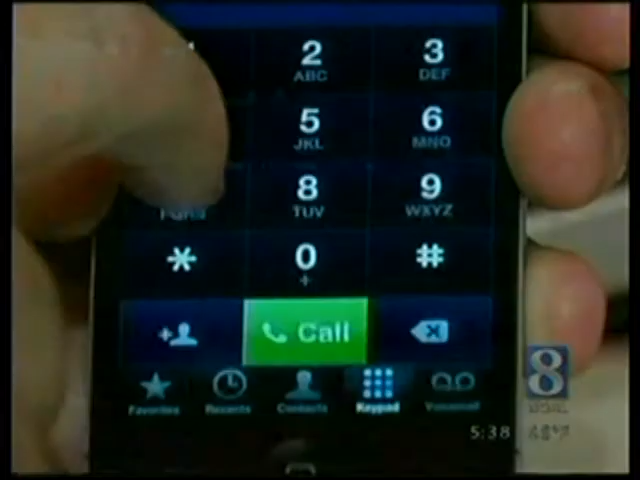 2 3
ABC DEF
5 6
JKL MNO
8 9
PQRS TUV WXYZ
* 0 #
+
+ Call
Favorites Recents Contacts Keypad Voicemail
8
5:38